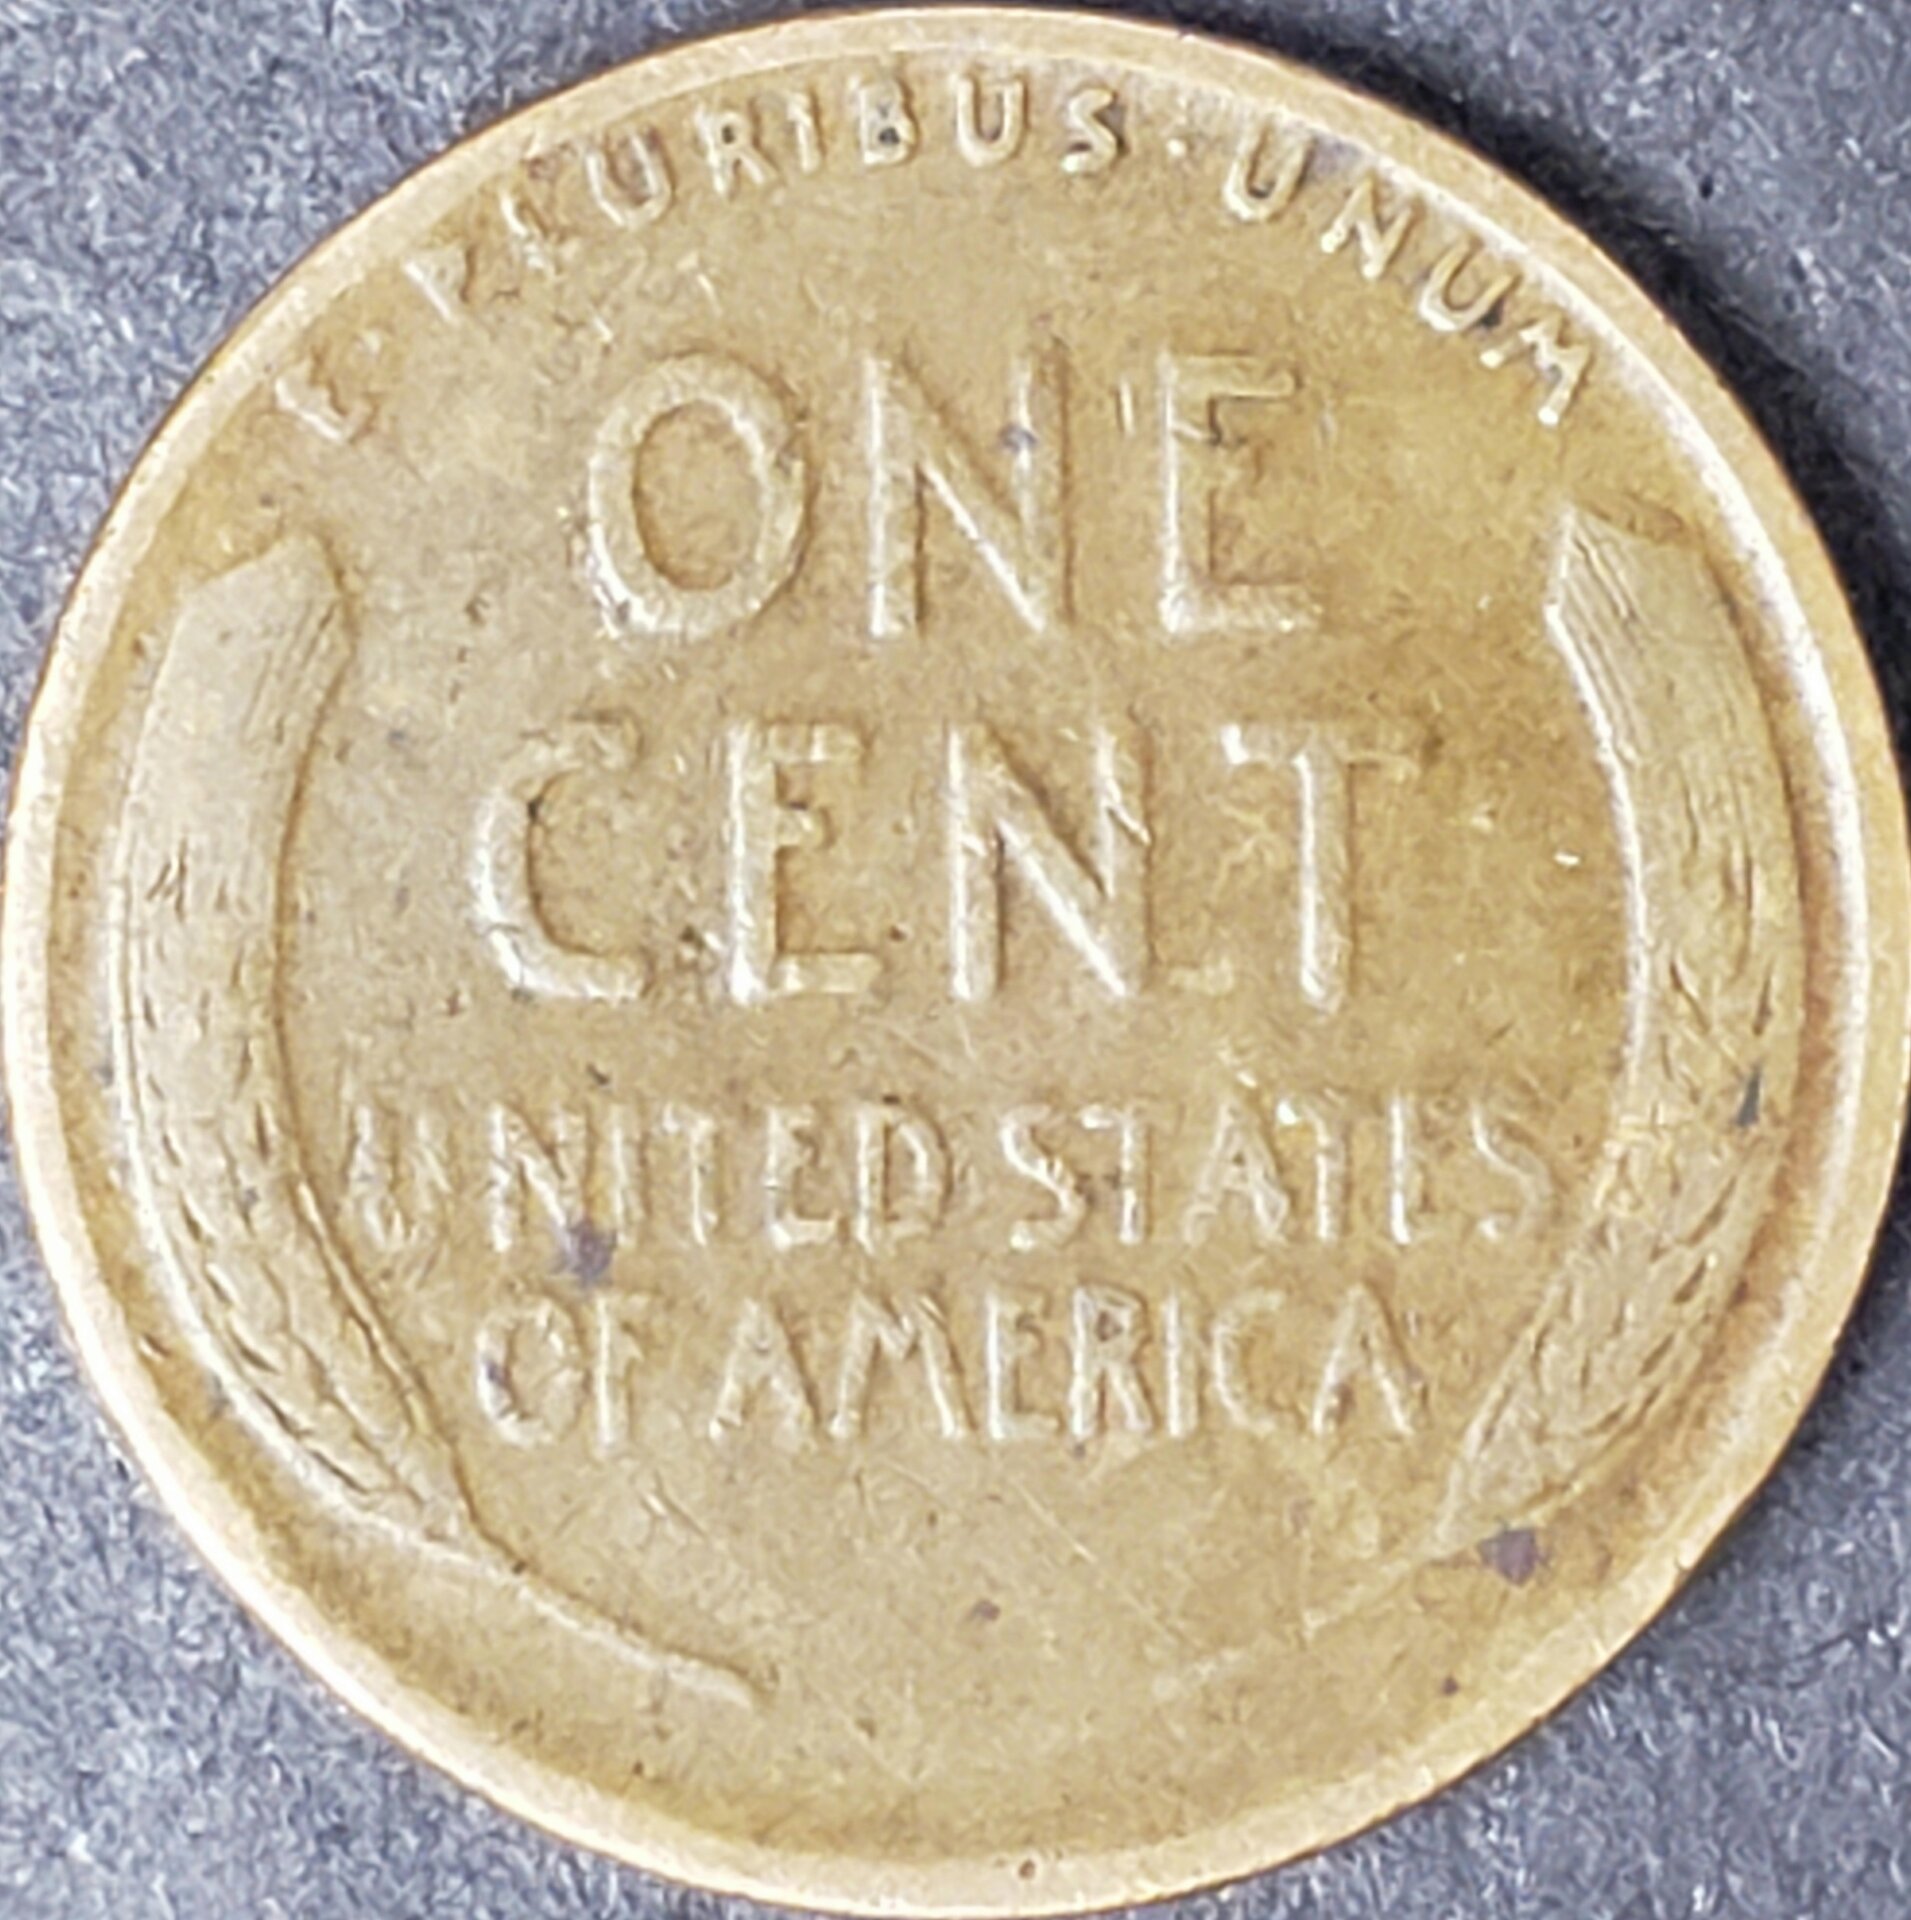 E·PLURIBUS·UNUM
ONE
CENT
UNITED STATES
OF AMERICA